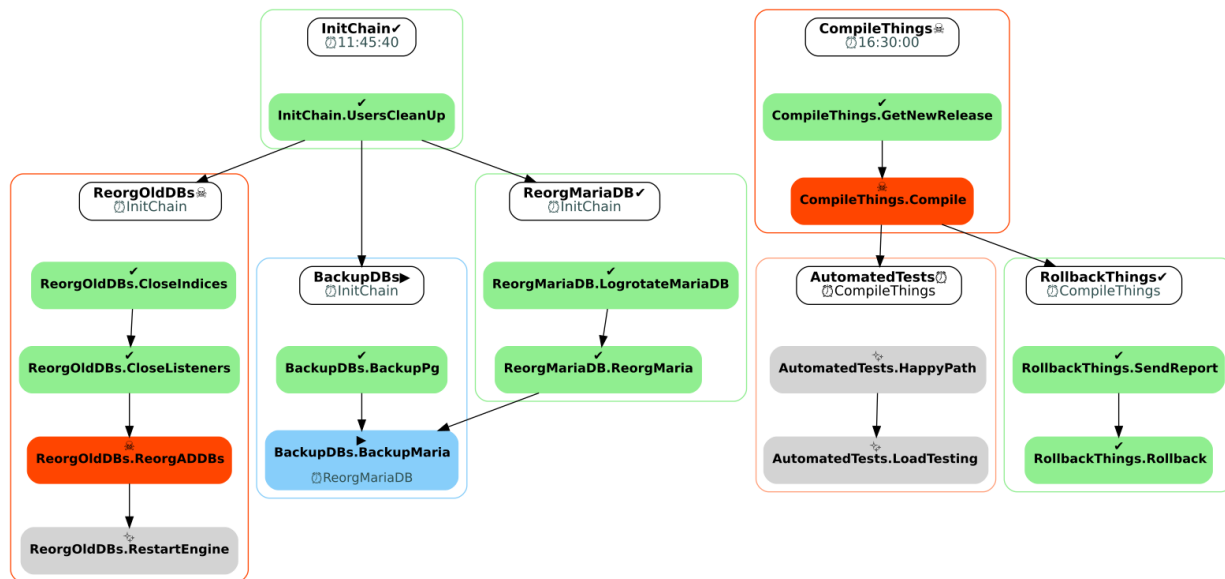 InitChain✔
⏰11:45:40
✔
InitChain.UsersCleanUp
ReorgOldDBs☠
⏰InitChain
✔
ReorgOldDBs.CloseIndices
✔
ReorgOldDBs.CloseListeners
☠
ReorgOldDBs.ReorgADDBs
✨
ReorgOldDBs.RestartEngine
BackupDBs▶
⏰InitChain
✔
BackupDBs.BackupPg
▶
BackupDBs.BackupMaria
⏰ReorgMariaDB
ReorgMariaDB✔
⏰InitChain
✔
ReorgMariaDB.LogrotateMariaDB
✔
ReorgMariaDB.ReorgMaria
CompileThings☠
⏰16:30:00
✔
CompileThings.GetNewRelease
☠
CompileThings.Compile
AutomatedTests⏰
⏰CompileThings
✨
AutomatedTests.HappyPath
✨
AutomatedTests.LoadTesting
RollbackThings✔
⏰CompileThings
✔
RollbackThings.SendReport
✔
RollbackThings.Rollback